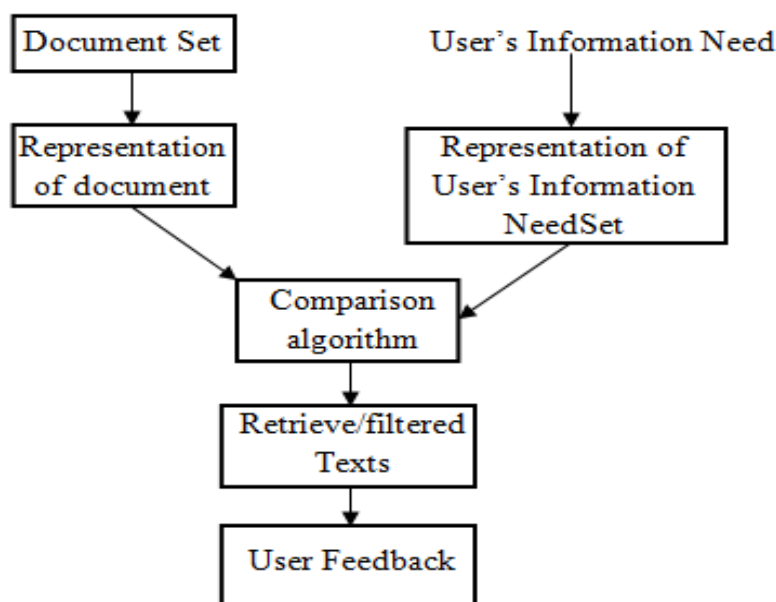 Document Set
User's Information Need
Representation
of document
Representation of
User's Information
NeedSet
Comparison
algorithm
Retrieve/filtered
Texts
User Feedback